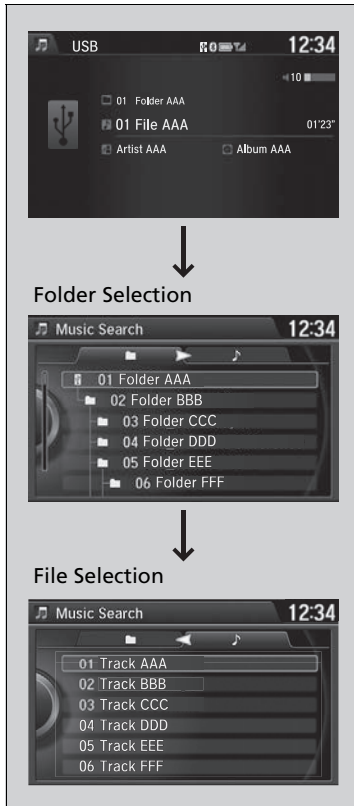 USB 12:34
10
01 Folder AAA
01 File AAA 01'23"
Artist AAA Album AAA
Folder Selection
Music Search 12:34
01 Folder AAA
02 Folder BBB
03 Folder CCC
04 Folder DDD
05 Folder EEE
06 Folder FFF
File Selection
Music Search 12:34
01 Track AAA
02 Track BBB
03 Track CCC
04 Track DDD
05 Track EEE
06 Track FFF